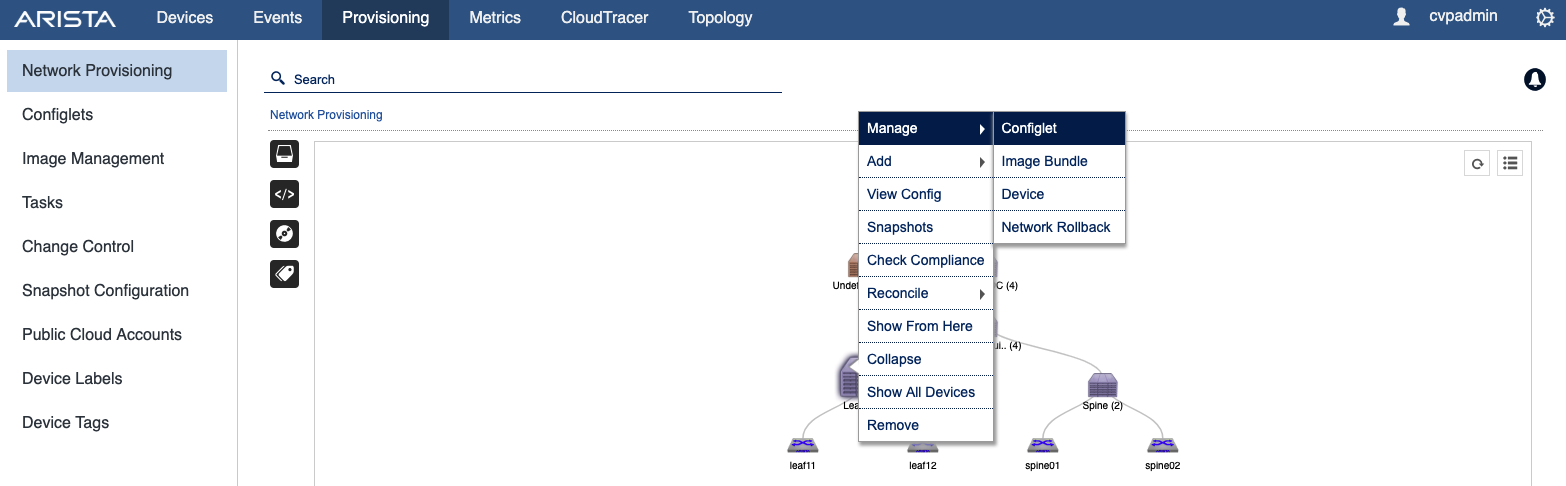 ARISTA Devices Events Provisioning Metrics CloudTracer Topology cvpadmin
Network Provisioning
Configlets
Image Management
Tasks
Change Control
Snapshot Configuration
Public Cloud Accounts
Device Labels
Device Tags
Search
Network Provisioning
</>
Manage
Add
View Config
Snapshots
Check Compliance
Reconcile
Show From Here
Collapse
Show All Devices
Remove
Configlet
Image Bundle
Device
Network Rollback
Undef
C (4)
ui.. (4)
Lea
Spine (2)
leaf11
leaf12
spine01
spine02